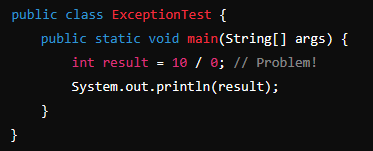 public class ExceptionTest {
    public static void main(String[] args) {
        int result = 10 / 0; // Problem!
        System.out.println(result);
    }
}